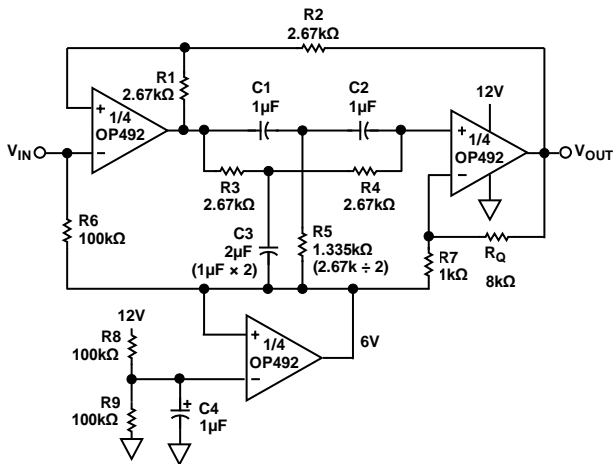 R2
2.67kΩ
R1
2.67kΩ
C1
1µF
C2
1µF
12V
+
1/4
OP492
−
+
1/4
OP492
−
VIN
VOUT
R3
2.67kΩ
R4
2.67kΩ
R6
100kΩ
C3
2µF
(1µF × 2)
R5
1.335kΩ
(2.67k ÷ 2)
R7
1kΩ
RQ
8kΩ
12V
R8
100kΩ
+
1/4
OP492
−
6V
R9
100kΩ
+
C4
1µF